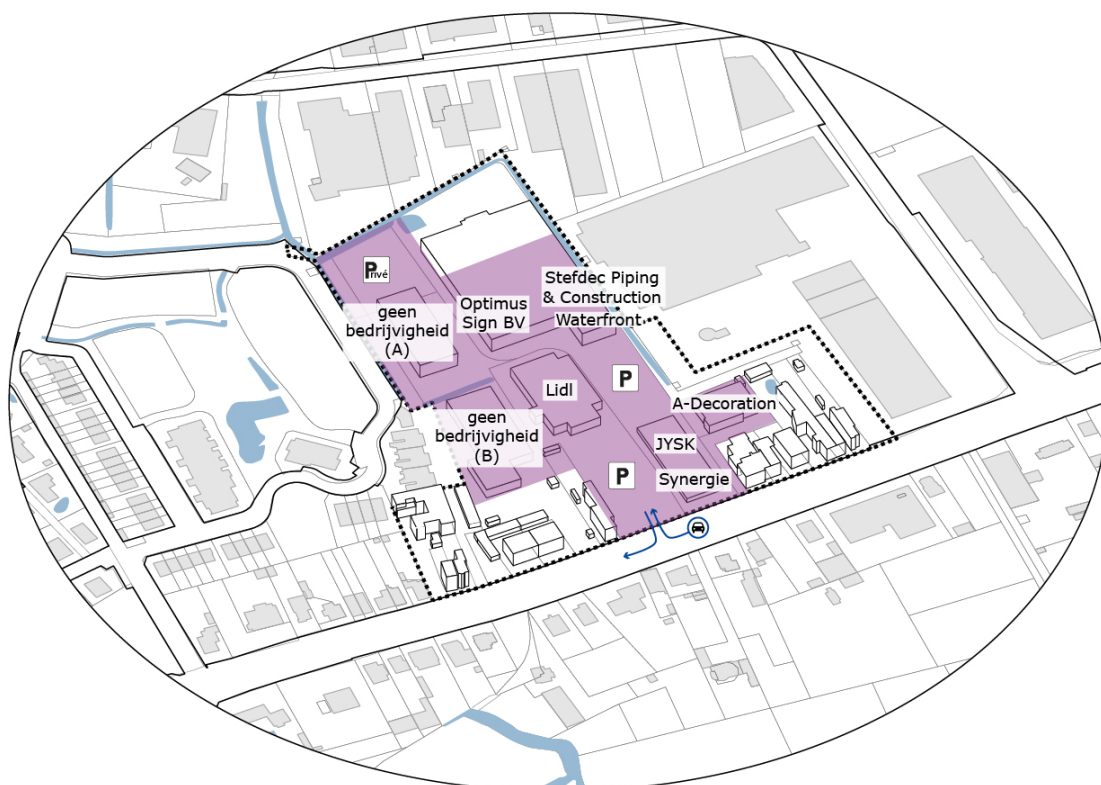 Privé
geen
bedrijvigheid
(A)
Optimus
Sign BV
Stefdec Piping
& Construction
Waterfront
P
Lidl
A-Decoration
geen
bedrijvigheid
(B)
JYSK
P
Synergie